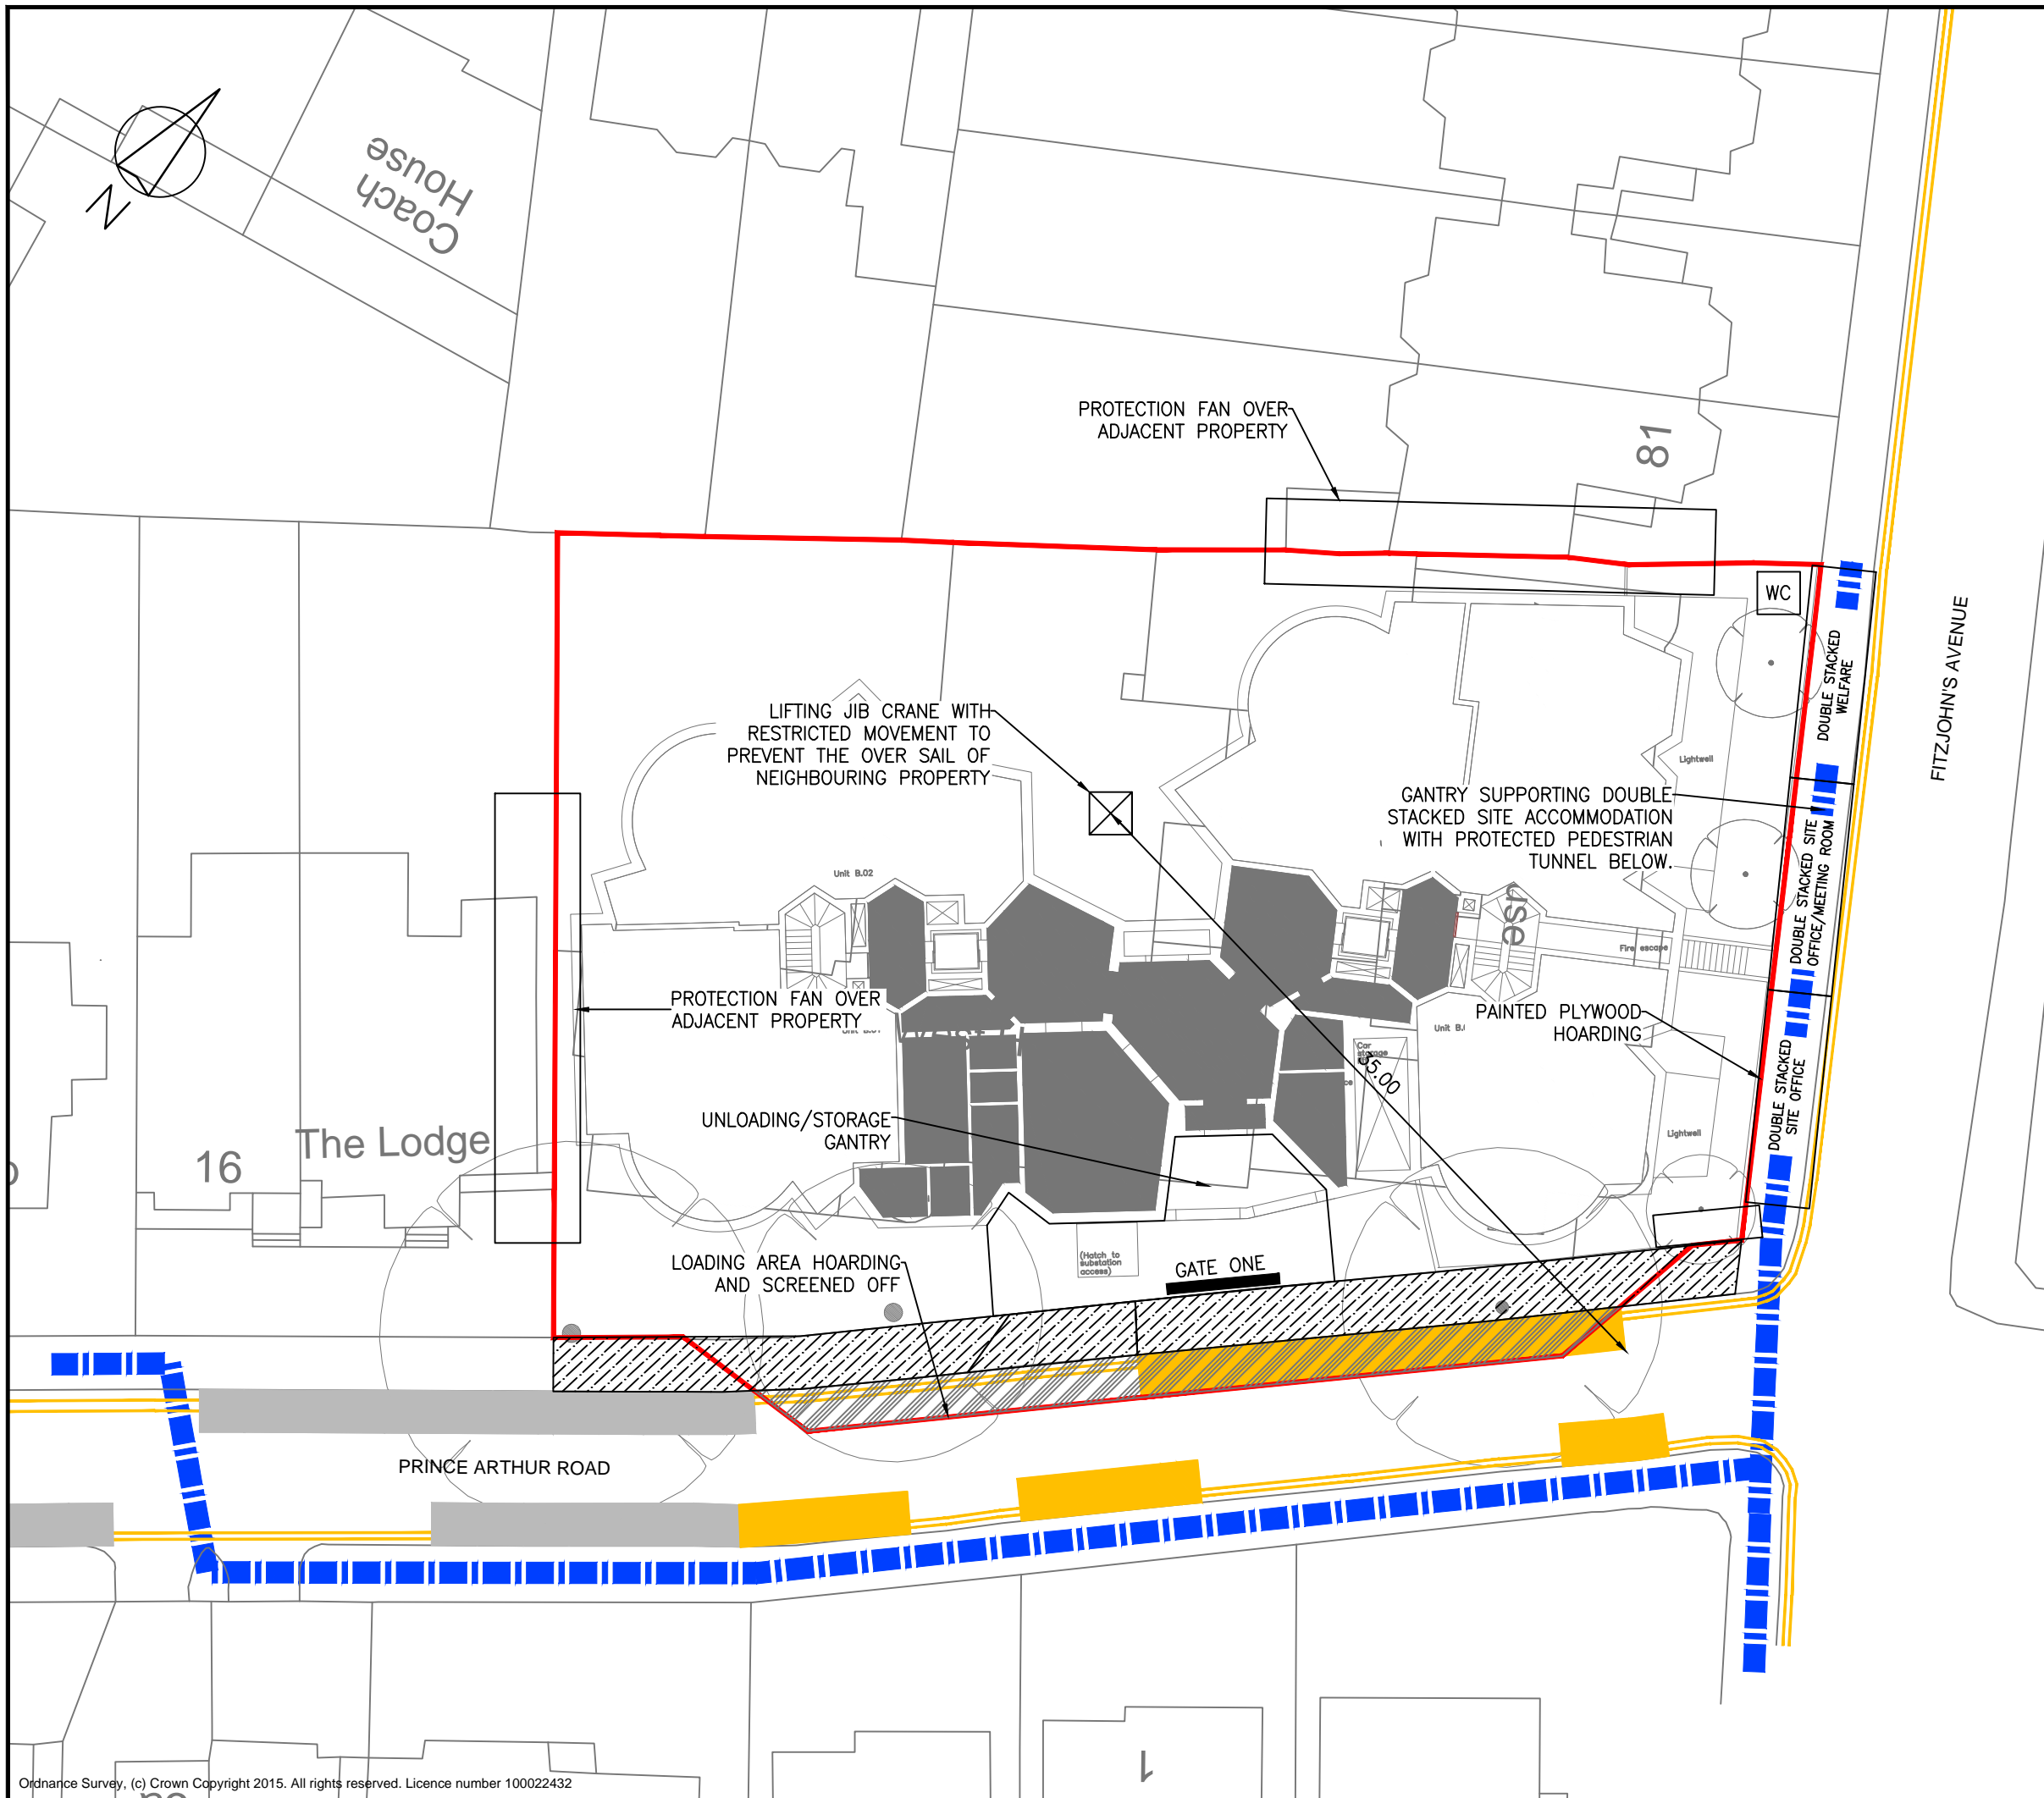 Coach
House
N
PROTECTION FAN OVER
ADJACENT PROPERTY
81
WC
DOUBLE STACKED
WELFARE
FITZJOHN'S AVENUE
LIFTING JIB CRANE WITH
RESTRICTED MOVEMENT TO
PREVENT THE OVER SAIL OF
NEIGHBOURING PROPERTY
Lightwell
GANTRY SUPPORTING DOUBLE
STACKED SITE ACCOMMODATION
WITH PROTECTED PEDESTRIAN
TUNNEL BELOW.
DOUBLE STACKED SITE
OFFICE/MEETING ROOM
Unit B.02
Fire escape
PROTECTION FAN OVER
ADJACENT PROPERTY
PAINTED PLYWOOD
HOARDING
Car
storage
DOUBLE STACKED
SITE OFFICE
UNLOADING/STORAGE
GANTRY
Lightwell
The Lodge
16
(Hatch to
substation
access)
GATE ONE
LOADING AREA HOARDING
AND SCREENED OFF
PRINCE ARTHUR ROAD
1
Ordnance Survey, (c) Crown Copyright 2015. All rights reserved. Licence number 100022432